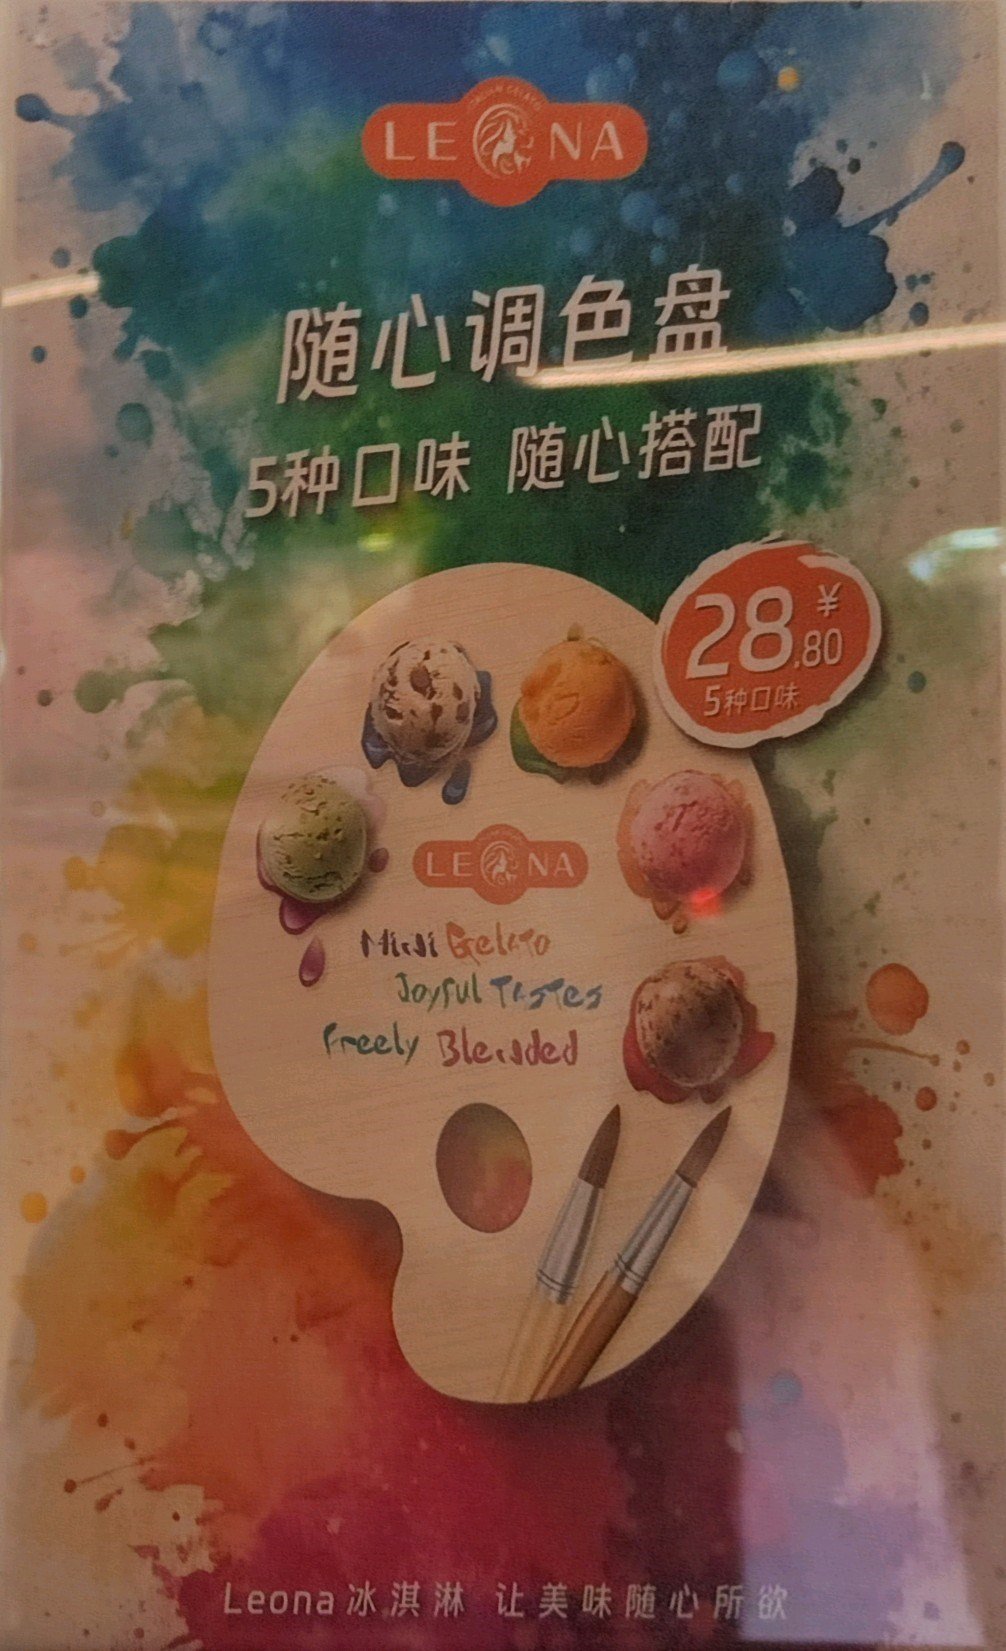 LEONA
随心调色盘
5种口味 随心搭配
28.80 ¥
5种口味
LEONA
Mini Gelato
Joyful Tastes
Freely Blended
Leona冰淇淋 让美味随心所欲